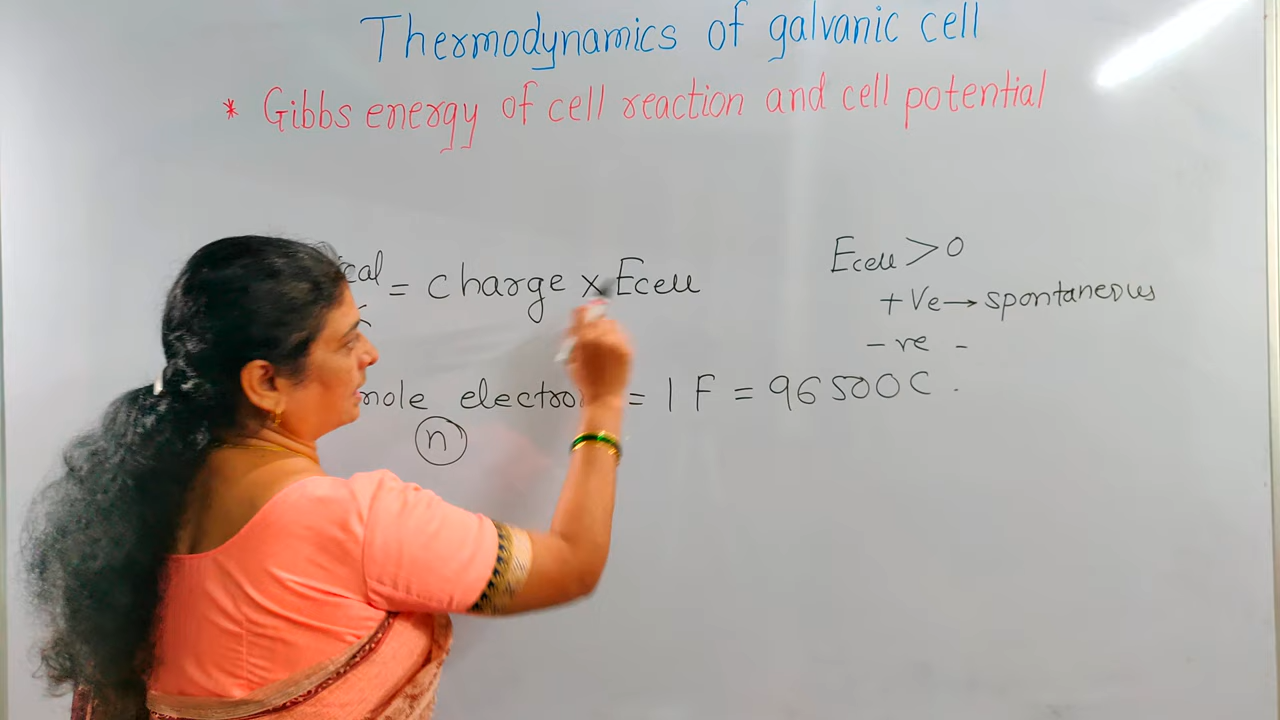 Thermodynamics of galvanic cell
* Gibbs energy of cell reaction and cell potential
= charge x Ecell
Ecell > 0
+ve → spontaneous
- ve -
= 1 F = 96500C .
n